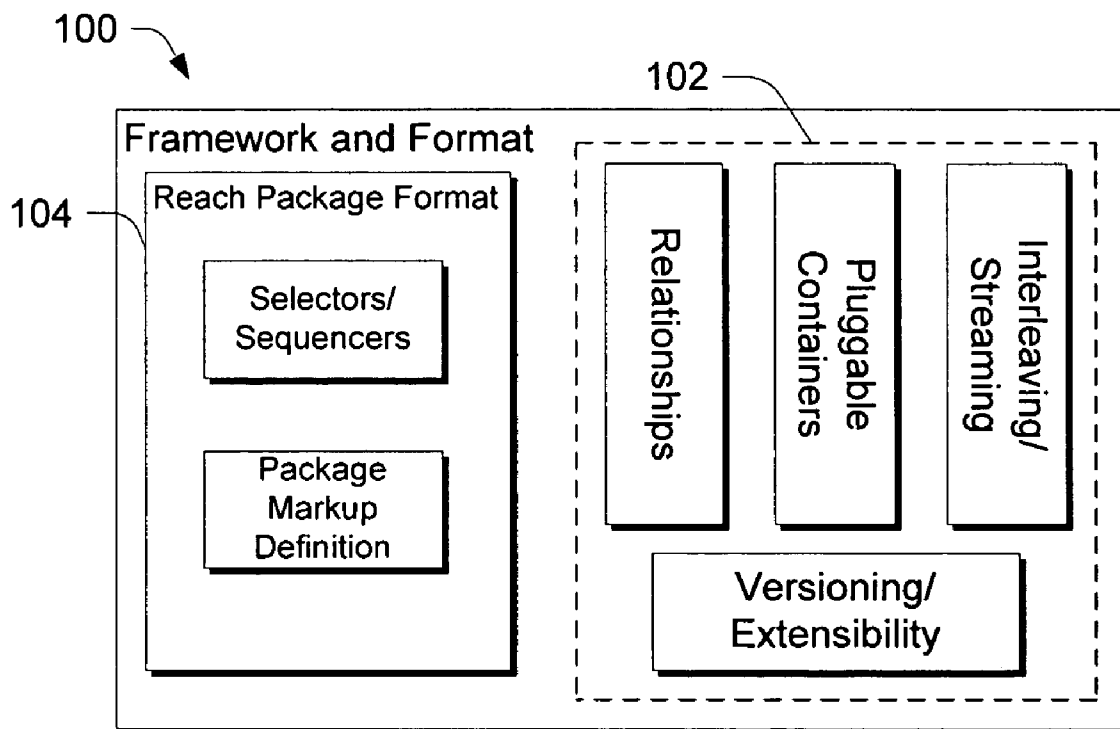 100
102
Framework and Format
104
Reach Package Format
Selectors/
Sequencers
Package
Markup
Definition
Relationships
Pluggable
Containers
Interleaving/
Streaming
Versioning/
Extensibility